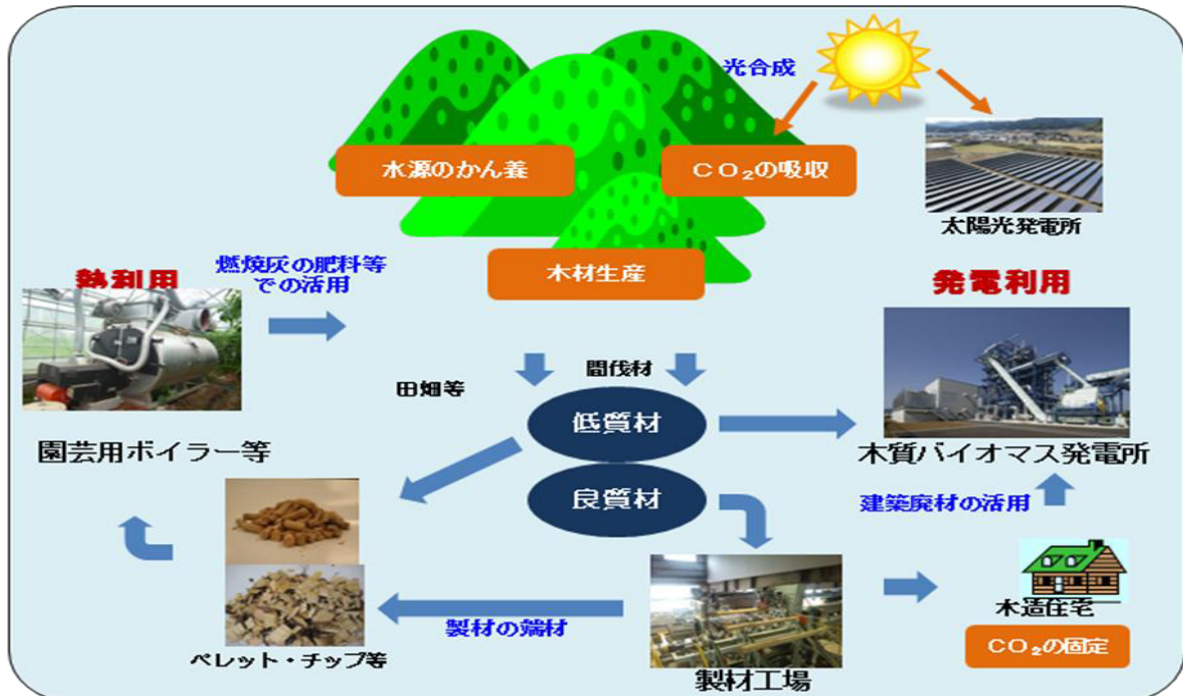 光合成
水源のかん養
CO₂の吸収
太陽光発電所
木材生産
熱利用
燃焼灰の肥料等
での活用
発電利用
間伐材
田畑等
低質材
園芸用ボイラー等
木質バイオマス発電所
良質材
建築廃材の活用
木造住宅
製材の端材
CO₂の固定
ペレット・チップ等
製材工場